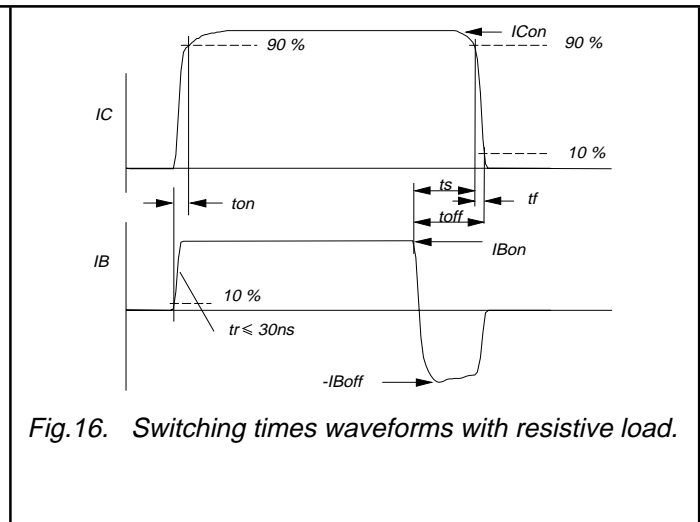 ICon
90 %
90 %
IC
10 %
ts
ton
tf
toff
IBon
IB
10 %
tr ≤ 30ns
-IBoff
Fig.16. Switching times waveforms with resistive load.